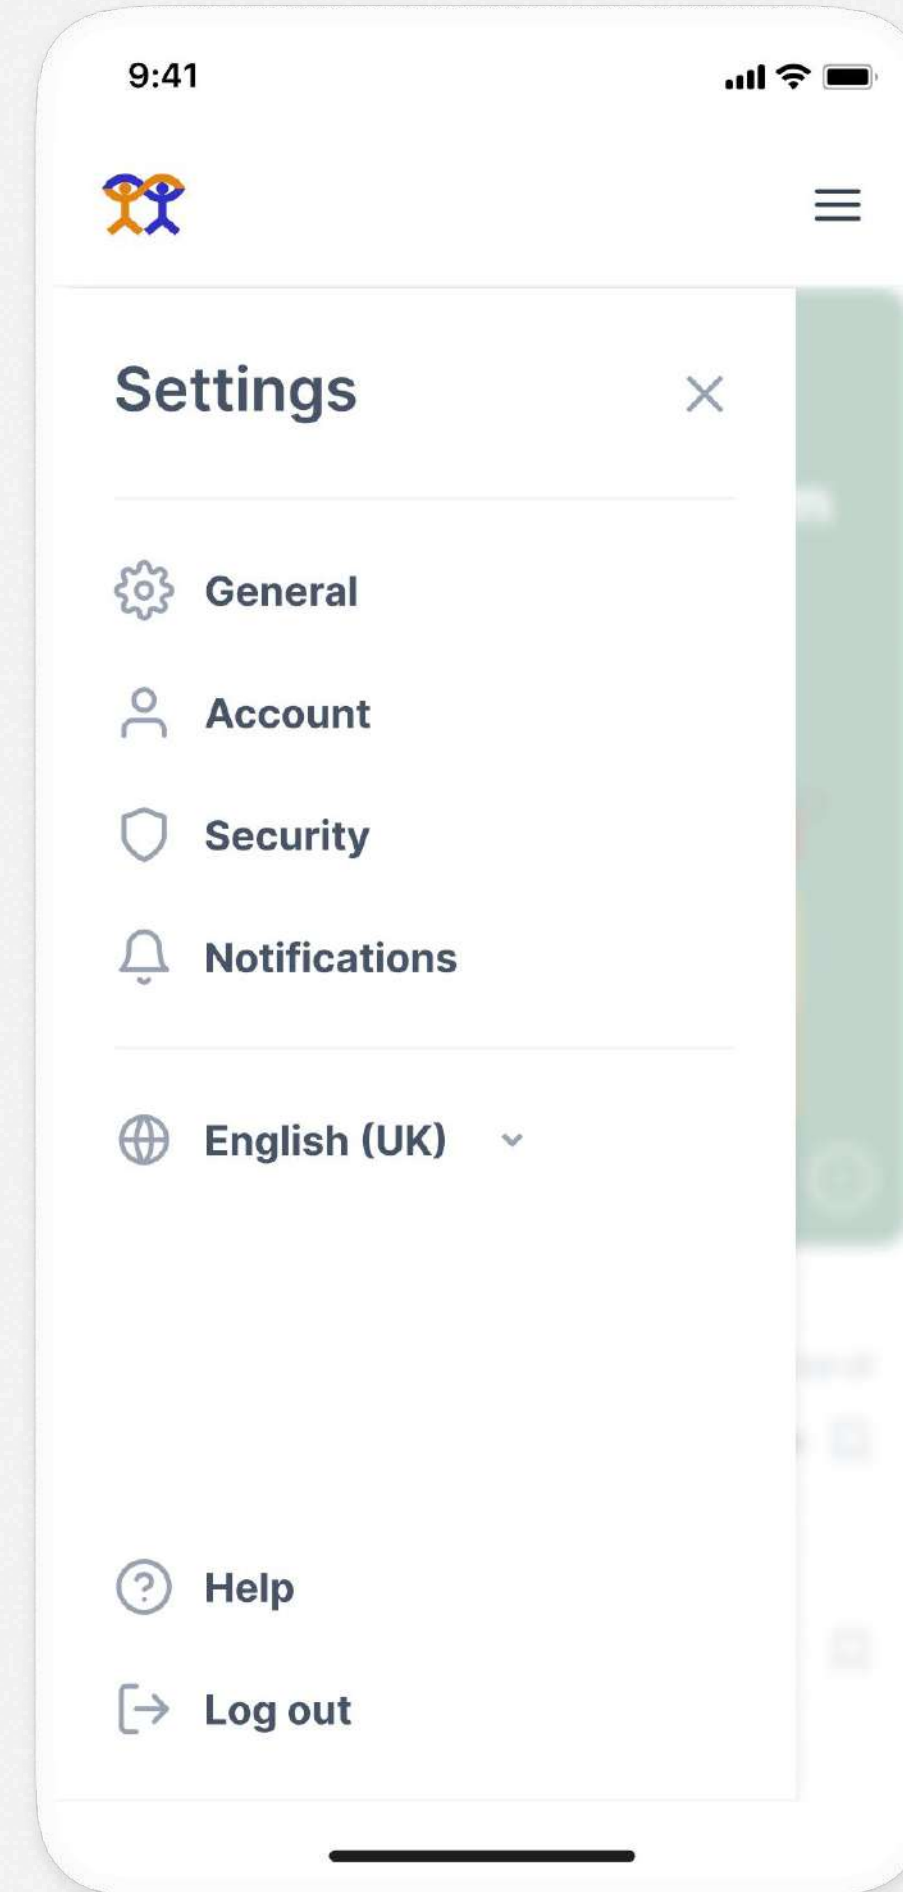 9:41
Settings
General
Account
Security
Notifications
English (UK)
Help
Log out